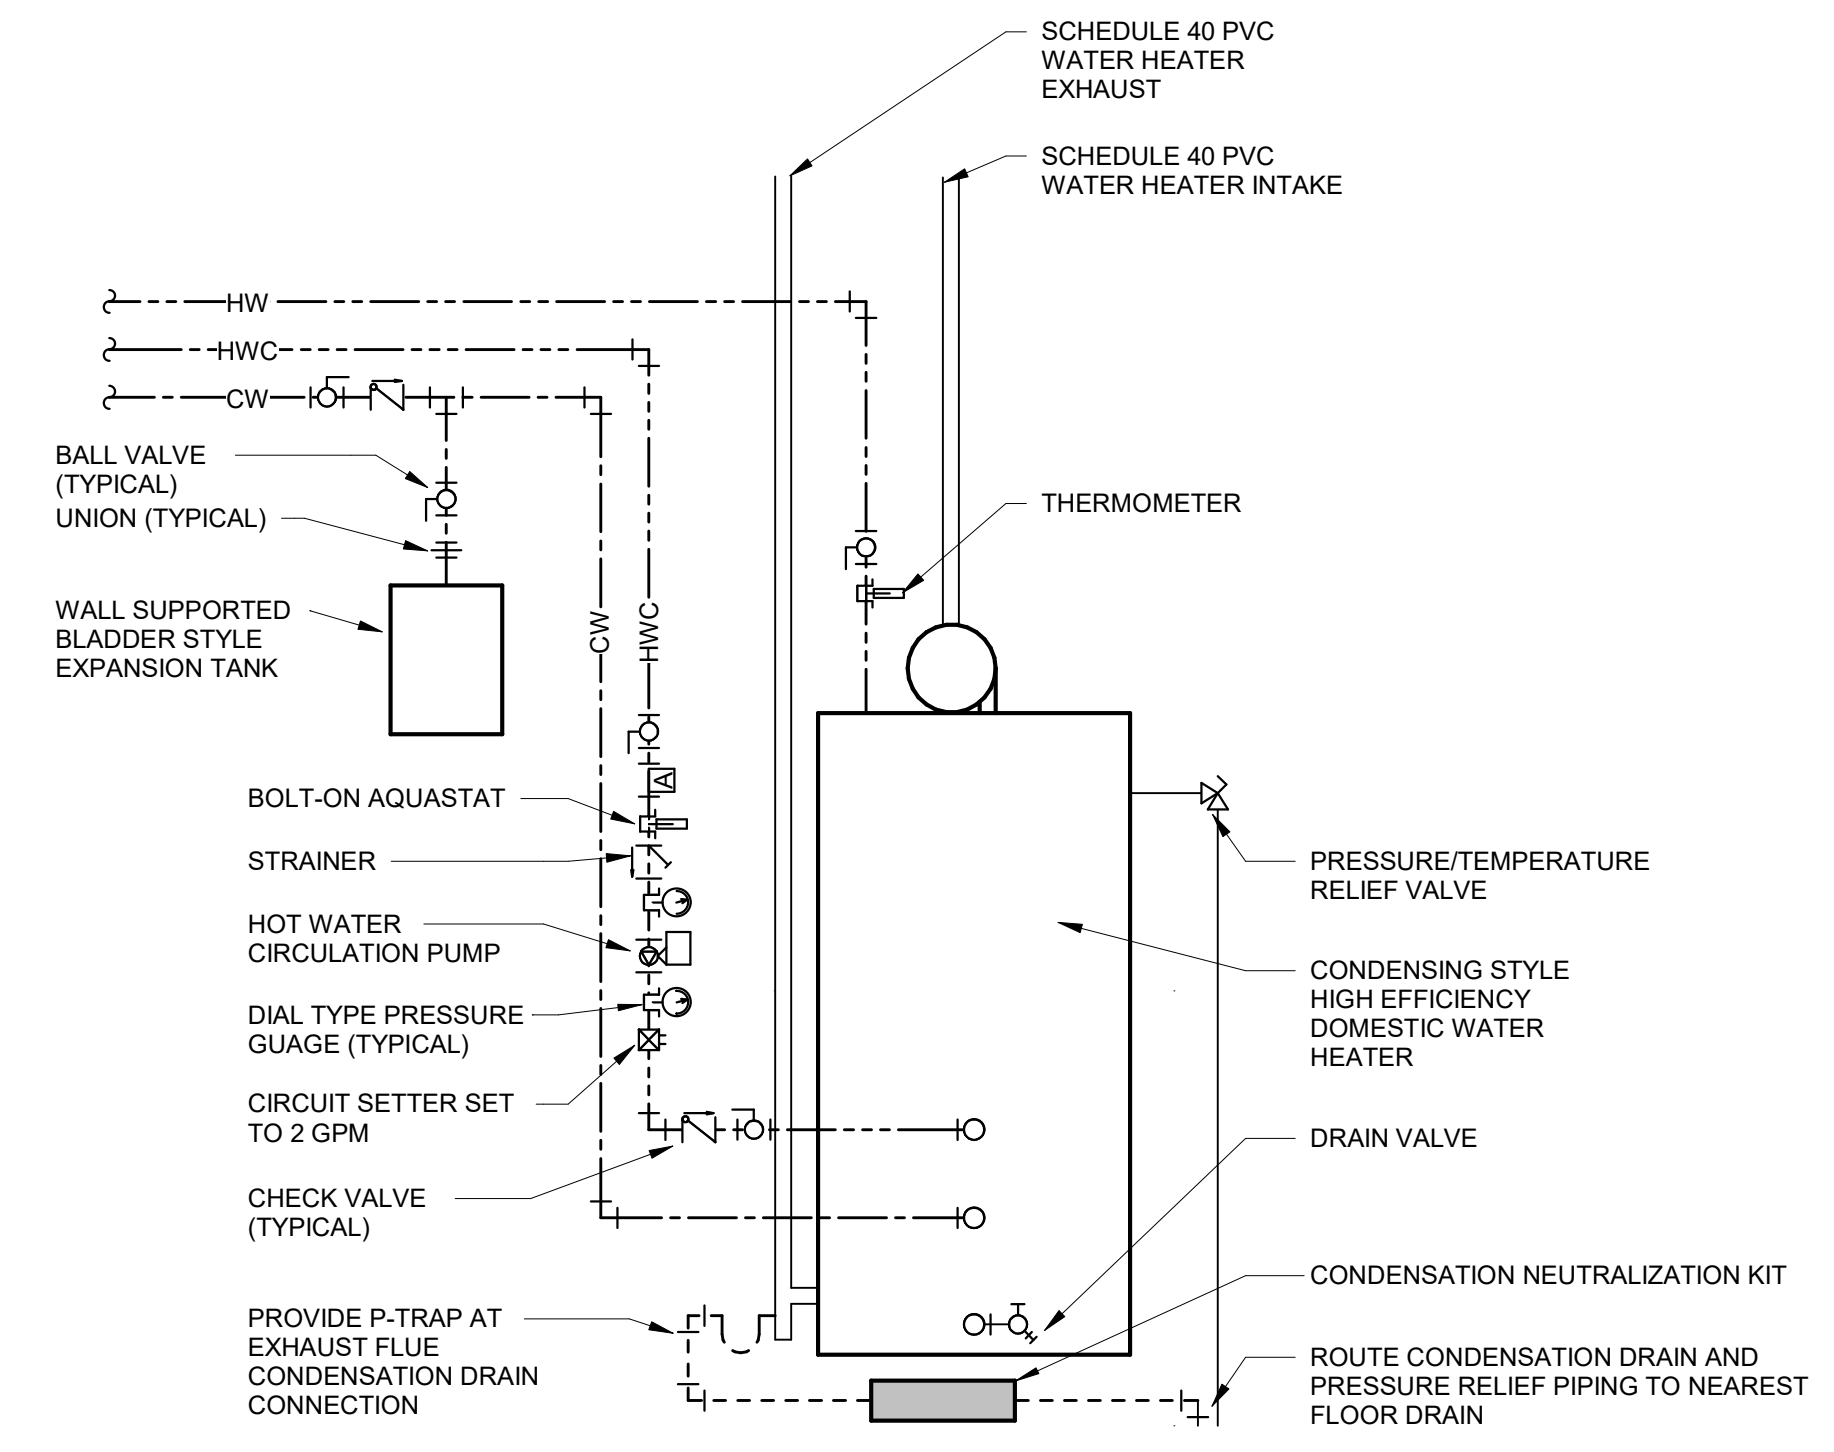 SCHEDULE 40 PVC
WATER HEATER
EXHAUST
SCHEDULE 40 PVC
WATER HEATER INTAKE
HW
HWC
CW
BALL VALVE
(TYPICAL)
UNION (TYPICAL)
THERMOMETER
WALL SUPPORTED
BLADDER STYLE
EXPANSION TANK
CW
HWC
A
BOLT-ON AQUASTAT
STRAINER
HOT WATER
CIRCULATION PUMP
DIAL TYPE PRESSURE
GUAGE (TYPICAL)
CIRCUIT SETTER SET
TO 2 GPM
CHECK VALVE
(TYPICAL)
PROVIDE P-TRAP AT
EXHAUST FLUE
CONDENSATION DRAIN
CONNECTION
PRESSURE/TEMPERATURE
RELIEF VALVE
CONDENSING STYLE
HIGH EFFICIENCY
DOMESTIC WATER
HEATER
DRAIN VALVE
CONDENSATION NEUTRALIZATION KIT
ROUTE CONDENSATION DRAIN AND
PRESSURE RELIEF PIPING TO NEAREST
FLOOR DRAIN